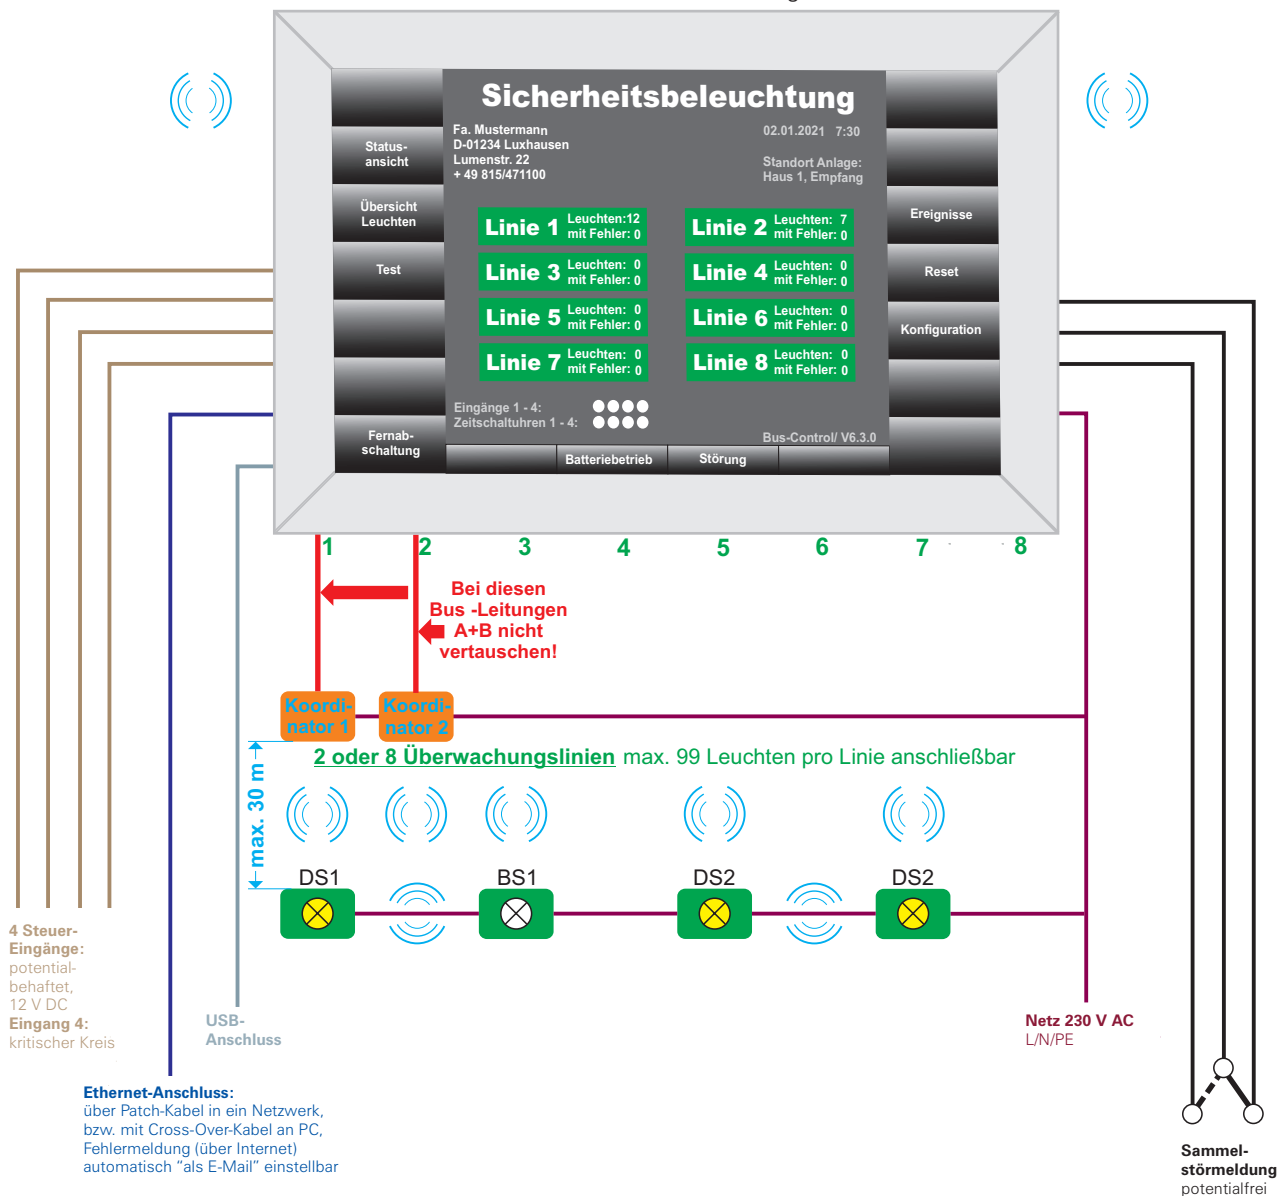 Sicherheitsbeleuchtung
Fa. Mustermann
D-01234 Luxhausen
Lumenstr. 22
+ 49 815/471100
02.01.2021 7:30
Standort Anlage:
Haus 1, Empfang
Status-
ansicht
Übersicht
Leuchten
Test
Fernab-
schaltung
Ereignisse
Reset
Konfiguration
Linie 1 Leuchten:12
mit Fehler: 0
Linie 2 Leuchten: 7
mit Fehler: 0
Linie 3 Leuchten: 0
mit Fehler: 0
Linie 4 Leuchten: 0
mit Fehler: 0
Linie 5 Leuchten: 0
mit Fehler: 0
Linie 6 Leuchten: 0
mit Fehler: 0
Linie 7 Leuchten: 0
mit Fehler: 0
Linie 8 Leuchten: 0
mit Fehler: 0
Eingänge 1 - 4:
Zeitschaltuhren 1 - 4:
Bus-Control/ V6.3.0
Batteriebetrieb
Störung
1 2 3 4 5 6 7 8
Bei diesen
Bus -Leitungen
A+B nicht
vertauschen!
Koordi-
nator 1
Koordi-
nator 2
2 oder 8 Überwachungslinien max. 99 Leuchten pro Linie anschließbar
max. 30 m
DS1
BS1
DS2
DS2
4 Steuer-
Eingänge:
potential-
behaftet,
12 V DC
Eingang 4:
kritischer Kreis
USB-
Anschluss
Netz 230 V AC
L/N/PE
Ethernet-Anschluss:
über Patch-Kabel in ein Netzwerk,
bzw. mit Cross-Over-Kabel an PC,
Fehlermeldung (über Internet)
automatisch “als E-Mail” einstellbar
Sammel-
störmeldung
potentialfrei